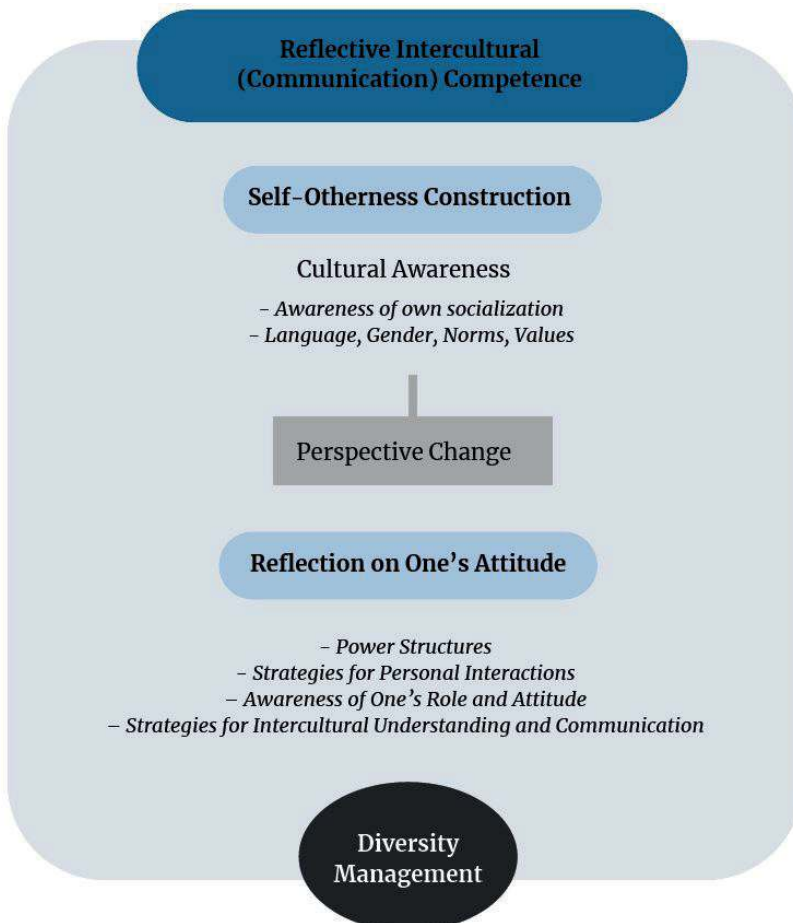 Reflective Intercultural
(Communication) Competence
Self-Otherness Construction
Cultural Awareness
- Awareness of own socialization
- Language, Gender, Norms, Values
Perspective Change
Reflection on One’s Attitude
- Power Structures
- Strategies for Personal Interactions
– Awareness of One’s Role and Attitude
– Strategies for Intercultural Understanding and Communication
Diversity
Management